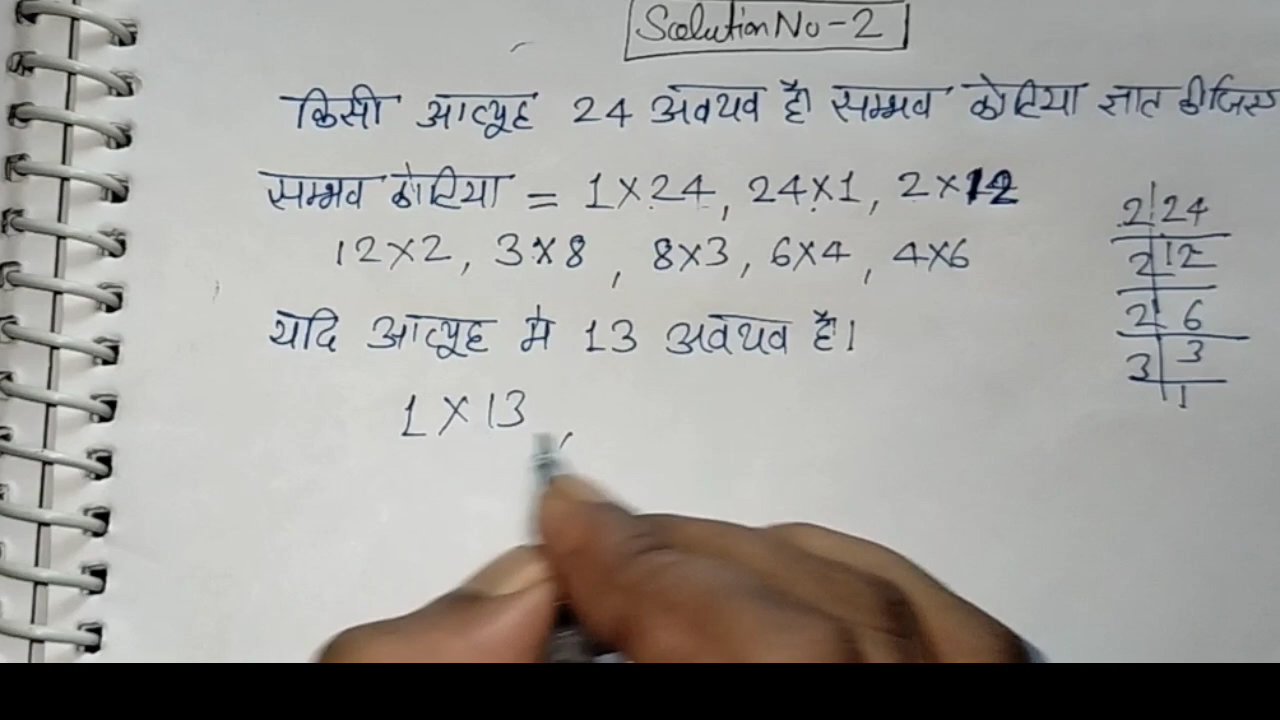 Solution No-2
किसी आव्यूह 24 अवयव है। सम्भव कोटिया ज्ञात कीजिए
सम्भव कोटिया = 1×24, 24×1, 2×12
12×2, 3×8, 8×3, 6×4, 4×6
यदि आव्यूह मे 13 अवयव है।
1×13,
2 24
2 12
2 6
3 3
1